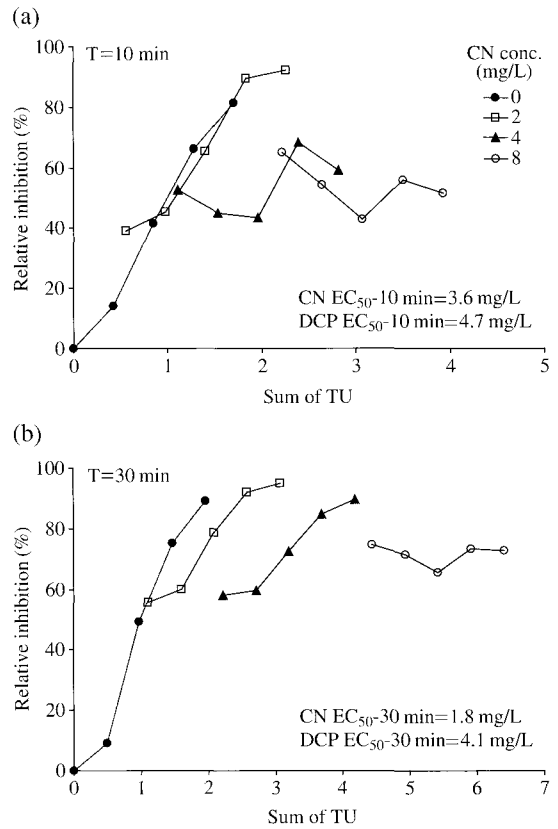 (a)
100
80
60
40
20
0
Relative inhibition (%)
T=10 min
CN conc.
(mg/L)
0
2
4
8
CN EC₅₀-10 min=3.6 mg/L
DCP EC₅₀-10 min=4.7 mg/L
0 1 2 3 4 5
Sum of TU
(b)
100
80
60
40
20
0
Relative inhibition (%)
T=30 min
CN EC₅₀-30 min=1.8 mg/L
DCP EC₅₀-30 min=4.1 mg/L
0 1 2 3 4 5 6 7
Sum of TU